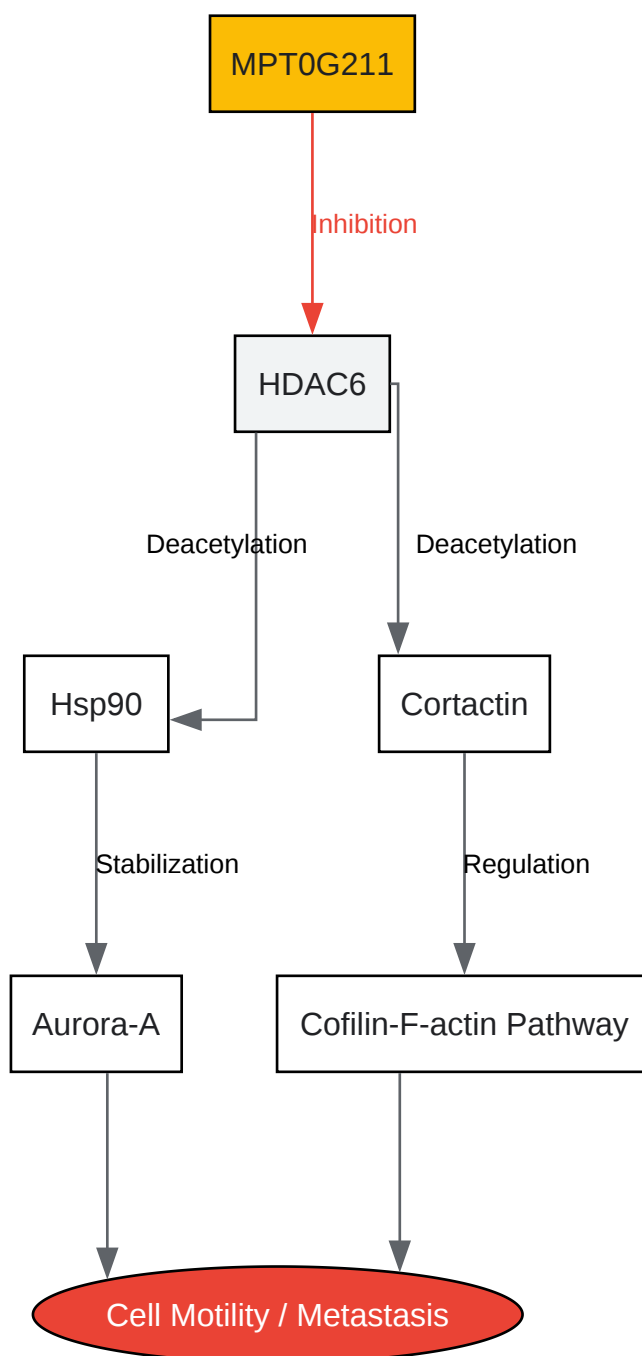 MPT0G211
Inhibition
HDAC6
Deacetylation
Deacetylation
Hsp90
Cortactin
Stabilization
Regulation
Aurora-A
Cofilin-F-actin Pathway
Cell Motility / Metastasis